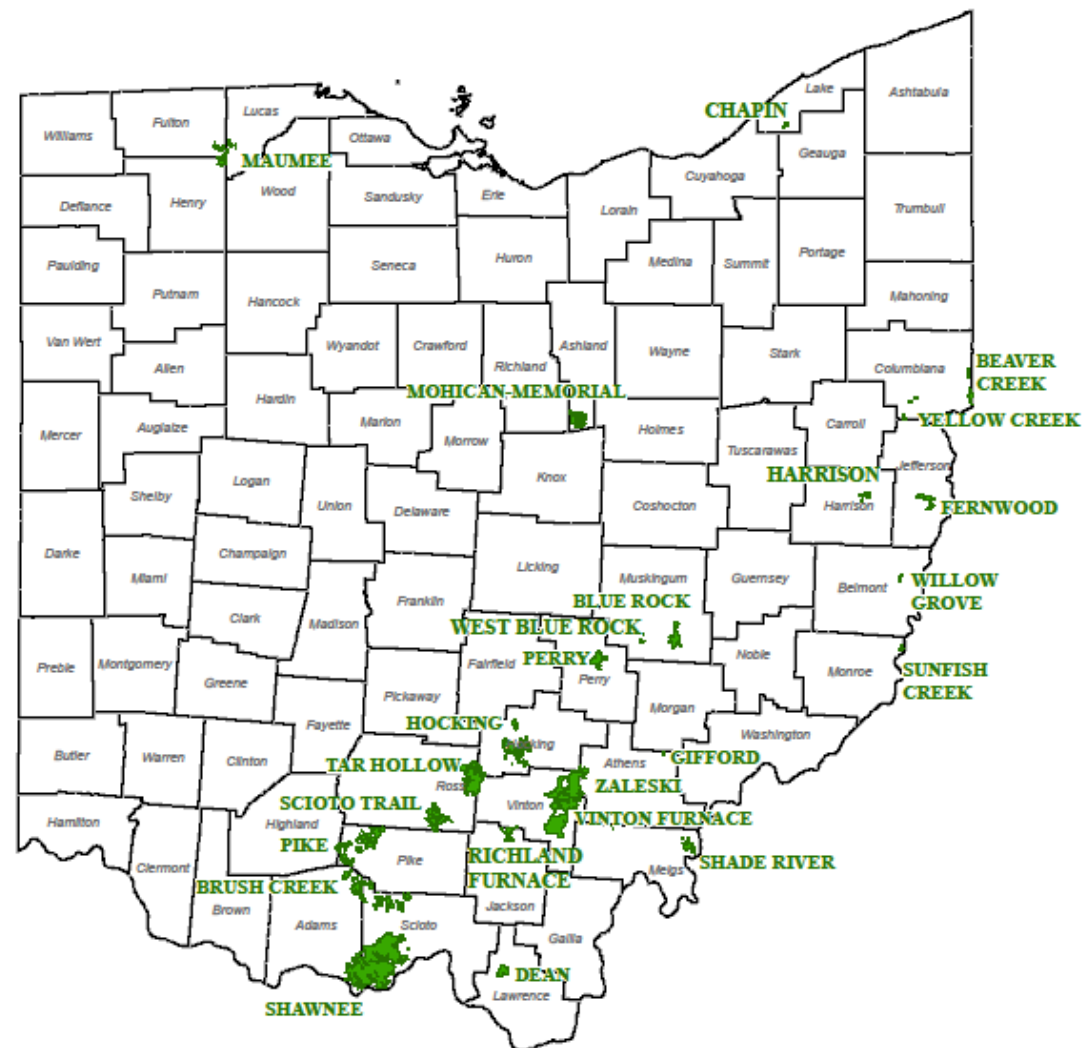 Lake
Ashtabula
CHAPIN
Lucas
Fulton
Williams
Ottawa
Geauga
MAUMEE
Cuyahoga
Wood
Erie
Sandusky
Henry
Defiance
Lorain
Trumbull
Portage
Huron
Medina
Summit
Seneca
Paulding
Putnam
Hancock
Mahoning
Van Wert
Wyandot
Crawford
Ashland
Wayne
Stark
Richland
Allen
Columbiana
BEAVER
CREEK
MOHICAN-MEMORIAL
Hardin
Marion
Mercer
Auglaize
Morrow
Holmes
Carroll
YELLOW CREEK
Tuscarawas
Jefferson
HARRISON
Knox
Logan
Shelby
Union
Delaware
Coshocton
Harrison
FERNWOOD
Darke
Champaign
Licking
Miami
Muskingum
Guernsey
Belmont
WILLOW
GROVE
Franklin
BLUE ROCK
Clark
Madison
WEST BLUE ROCK
Noble
PERRY
Fairfield
Perry
Preble
Montgomery
Greene
Monroe
SUNFISH
CREEK
Pickaway
Morgan
Fayette
HOCKING
Washington
Hocking
Butler
Warren
Clinton
GIFFORD
Athens
TAR HOLLOW
Ross
ZALESKI
SCIOTO TRAIL
Vinton
VINTON FURNACE
Hamilton
Highland
PIKE
Pike
RICHLAND
FURNACE
SHADE RIVER
Clermont
Meigs
BRUSH CREEK
Jackson
Brown
Adams
Scioto
Gallia
DEAN
Lawrence
SHAWNEE